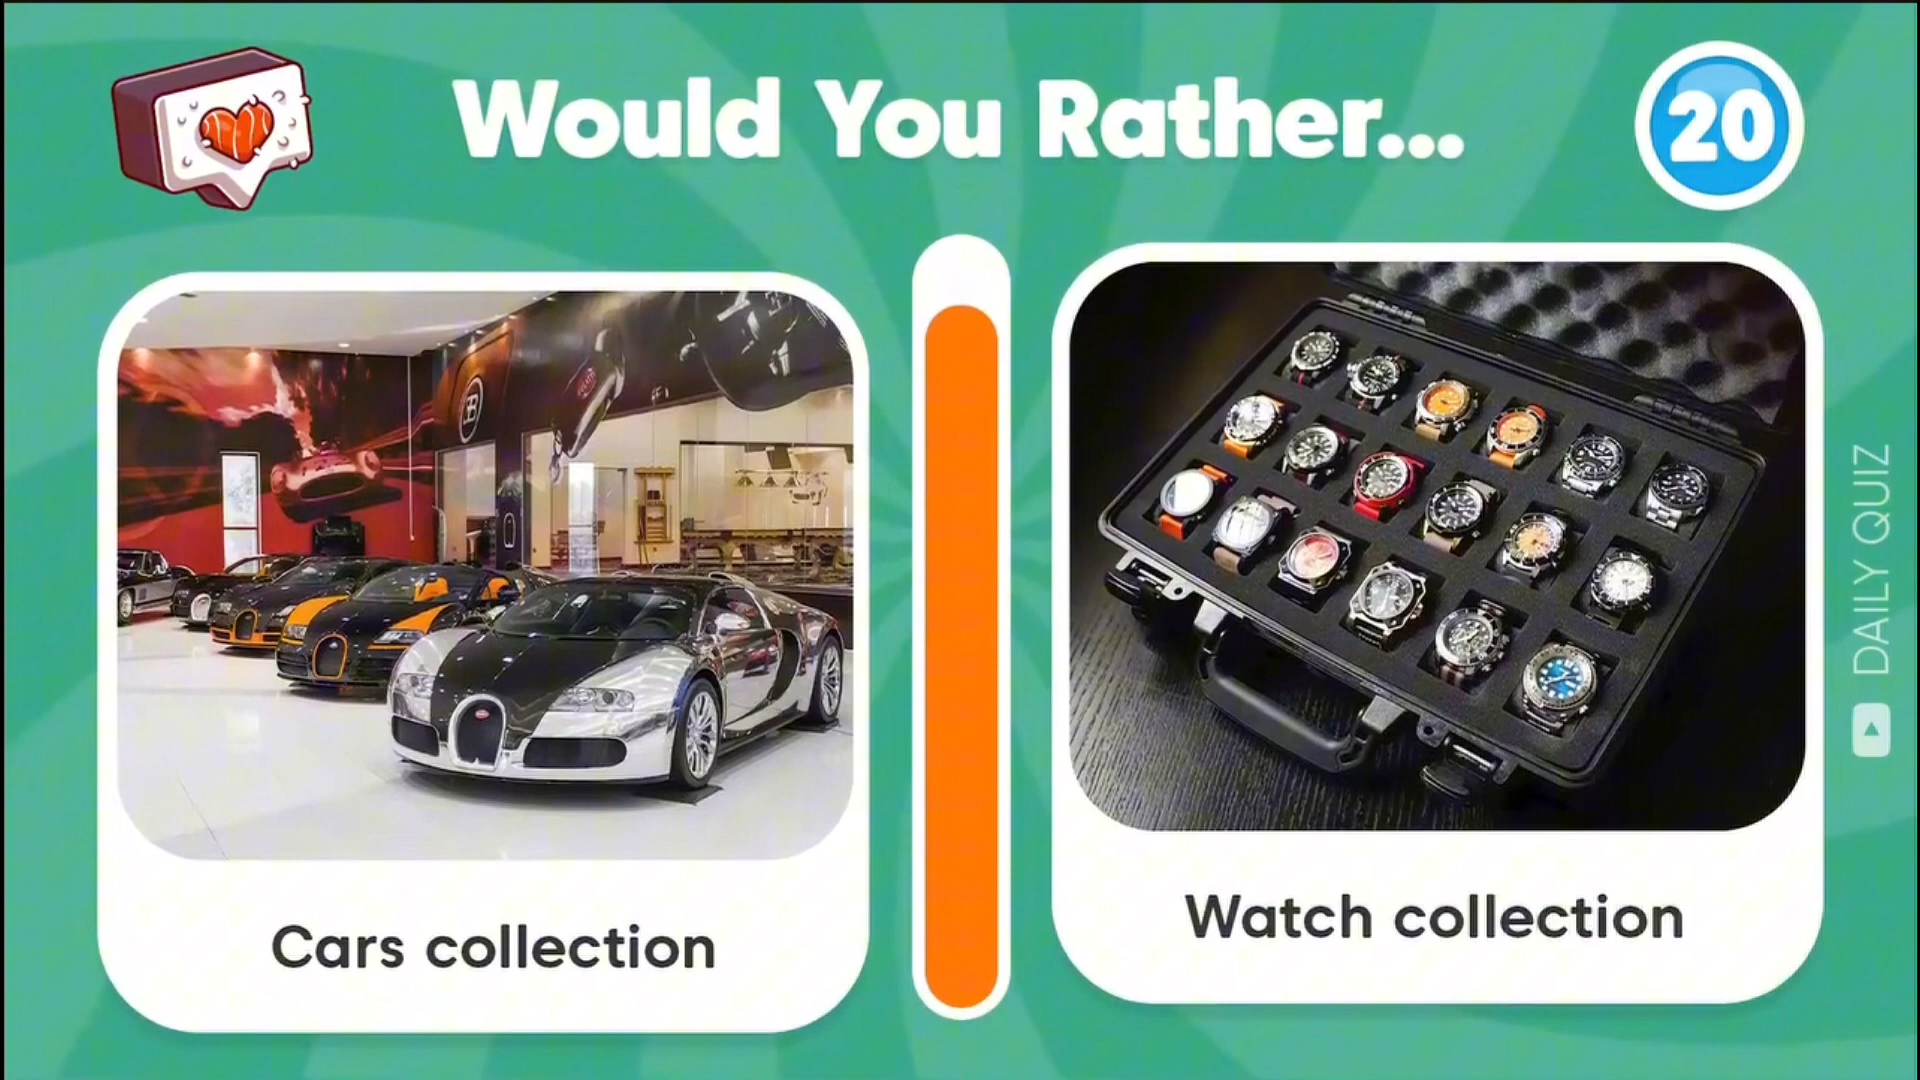 Would You Rather...
20
Cars collection
Watch collection
DAILY QUIZ